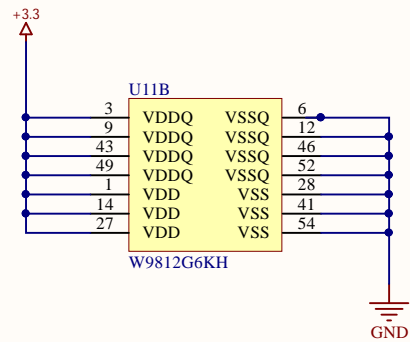 +3.3
U11B
3 VDDQ VSSQ 6
9 VDDQ VSSQ 12
43 VDDQ VSSQ 46
49 VDDQ VSSQ 52
1 VDD VSS 28
14 VDD VSS 41
27 VDD VSS 54
W9812G6KH
GND